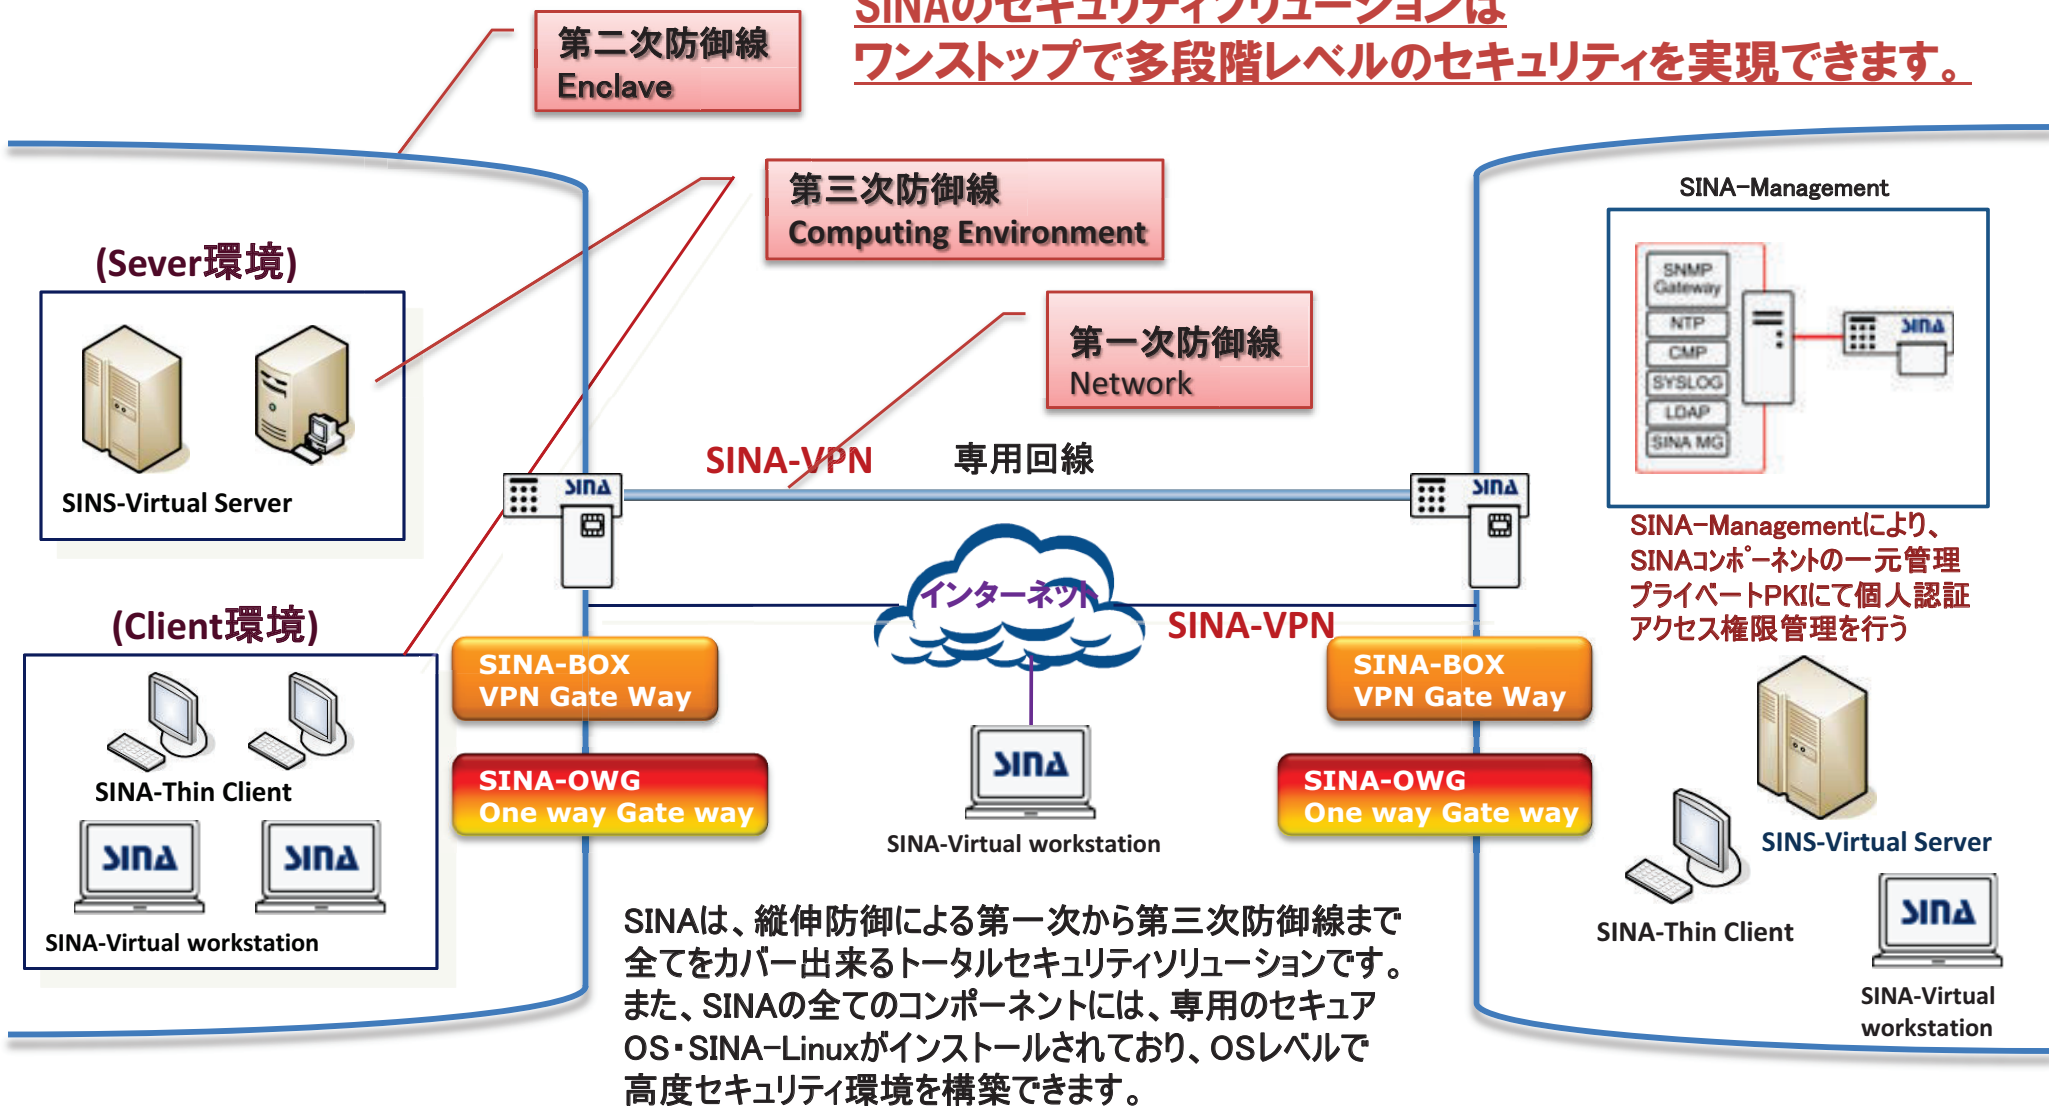 SINAのセキュリティソリューションは
ワンストップで多段階レベルのセキュリティを実現できます。
第二次防御線
Enclave
第三次防御線
Computing Environment
第一次防御線
Network
(Sever環境)
SINS-Virtual Server
(Client環境)
SINA-Thin Client
SINA
SINA
SINA-Virtual workstation
SINA-VPN
専用回線
SINA
SINA
インターネット
SINA-VPN
SINA-BOX
VPN Gate Way
SINA-OWG
One way Gate way
SINA
SINA-Virtual workstation
SINA-BOX
VPN Gate Way
SINA-OWG
One way Gate way
SINA-Management
SNMP
Gateway
NTP
CMP
SYSLOG
LDAP
SINA MG
SINA
SINA-Managementにより、
SINAコンポーネントの一元管理
プライベートPKIにて個人認証
アクセス権限管理を行う
SINS-Virtual Server
SINA-Thin Client
SINA
SINA-Virtual
workstation
SINAは、縦伸防御による第一次から第三次防御線まで
全てをカバー出来るトータルセキュリティソリューションです。
また、SINAの全てのコンポーネントには、専用のセキュア
OS・SINA-Linuxがインストールされており、OSレベルで
高度セキュリティ環境を構築できます。